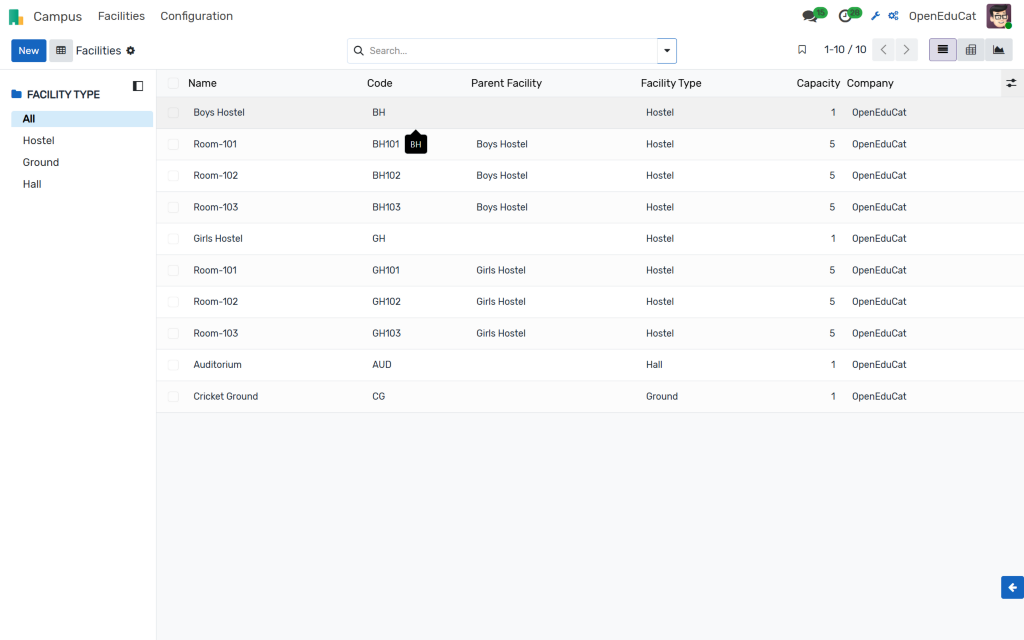 Campus Facilities Configuration 15 28 OpenEduCat
New Facilities Search... 1-10 / 10
FACILITY TYPE
All
Hostel
Ground
Hall
Name Code Parent Facility Facility Type Capacity Company
Boys Hostel BH Hostel 1 OpenEduCat
Room-101 BH101 Boys Hostel Hostel 5 OpenEduCat
BH
Room-102 BH102 Boys Hostel Hostel 5 OpenEduCat
Room-103 BH103 Boys Hostel Hostel 5 OpenEduCat
Girls Hostel GH Hostel 1 OpenEduCat
Room-101 GH101 Girls Hostel Hostel 5 OpenEduCat
Room-102 GH102 Girls Hostel Hostel 5 OpenEduCat
Room-103 GH103 Girls Hostel Hostel 5 OpenEduCat
Auditorium AUD Hall 1 OpenEduCat
Cricket Ground CG Ground 1 OpenEduCat